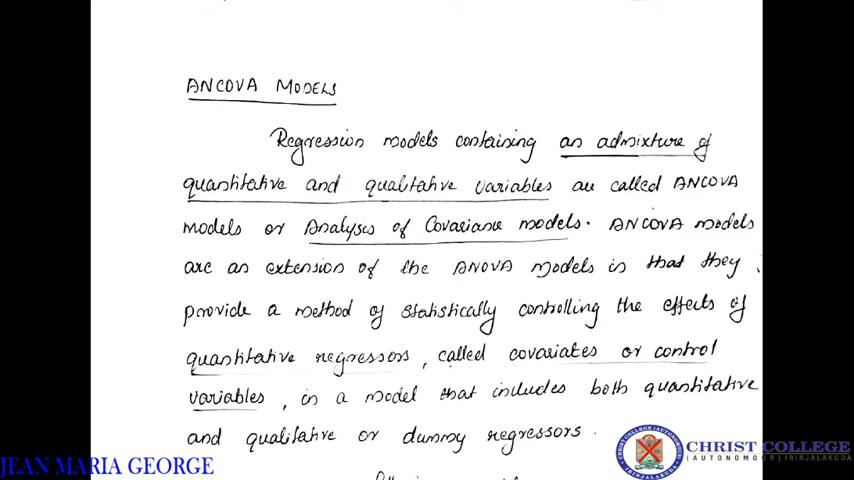 ANCOVA MODELS
Regression models containing an admixture of
quantitative and qualitative variables are called ANCOVA
models or Analysis of Covariance models. ANCOVA models
are an extension of the ANOVA models in that they
provide a method of statistically controlling the effects of
quantitative regressors, called covariates or control
variables, in a model that includes both quantitative
and qualitative or dummy regressors.
JEAN MARIA GEORGE
CHRIST COLLEGE
(AUTONOMOUS) IRINJALAKUDA